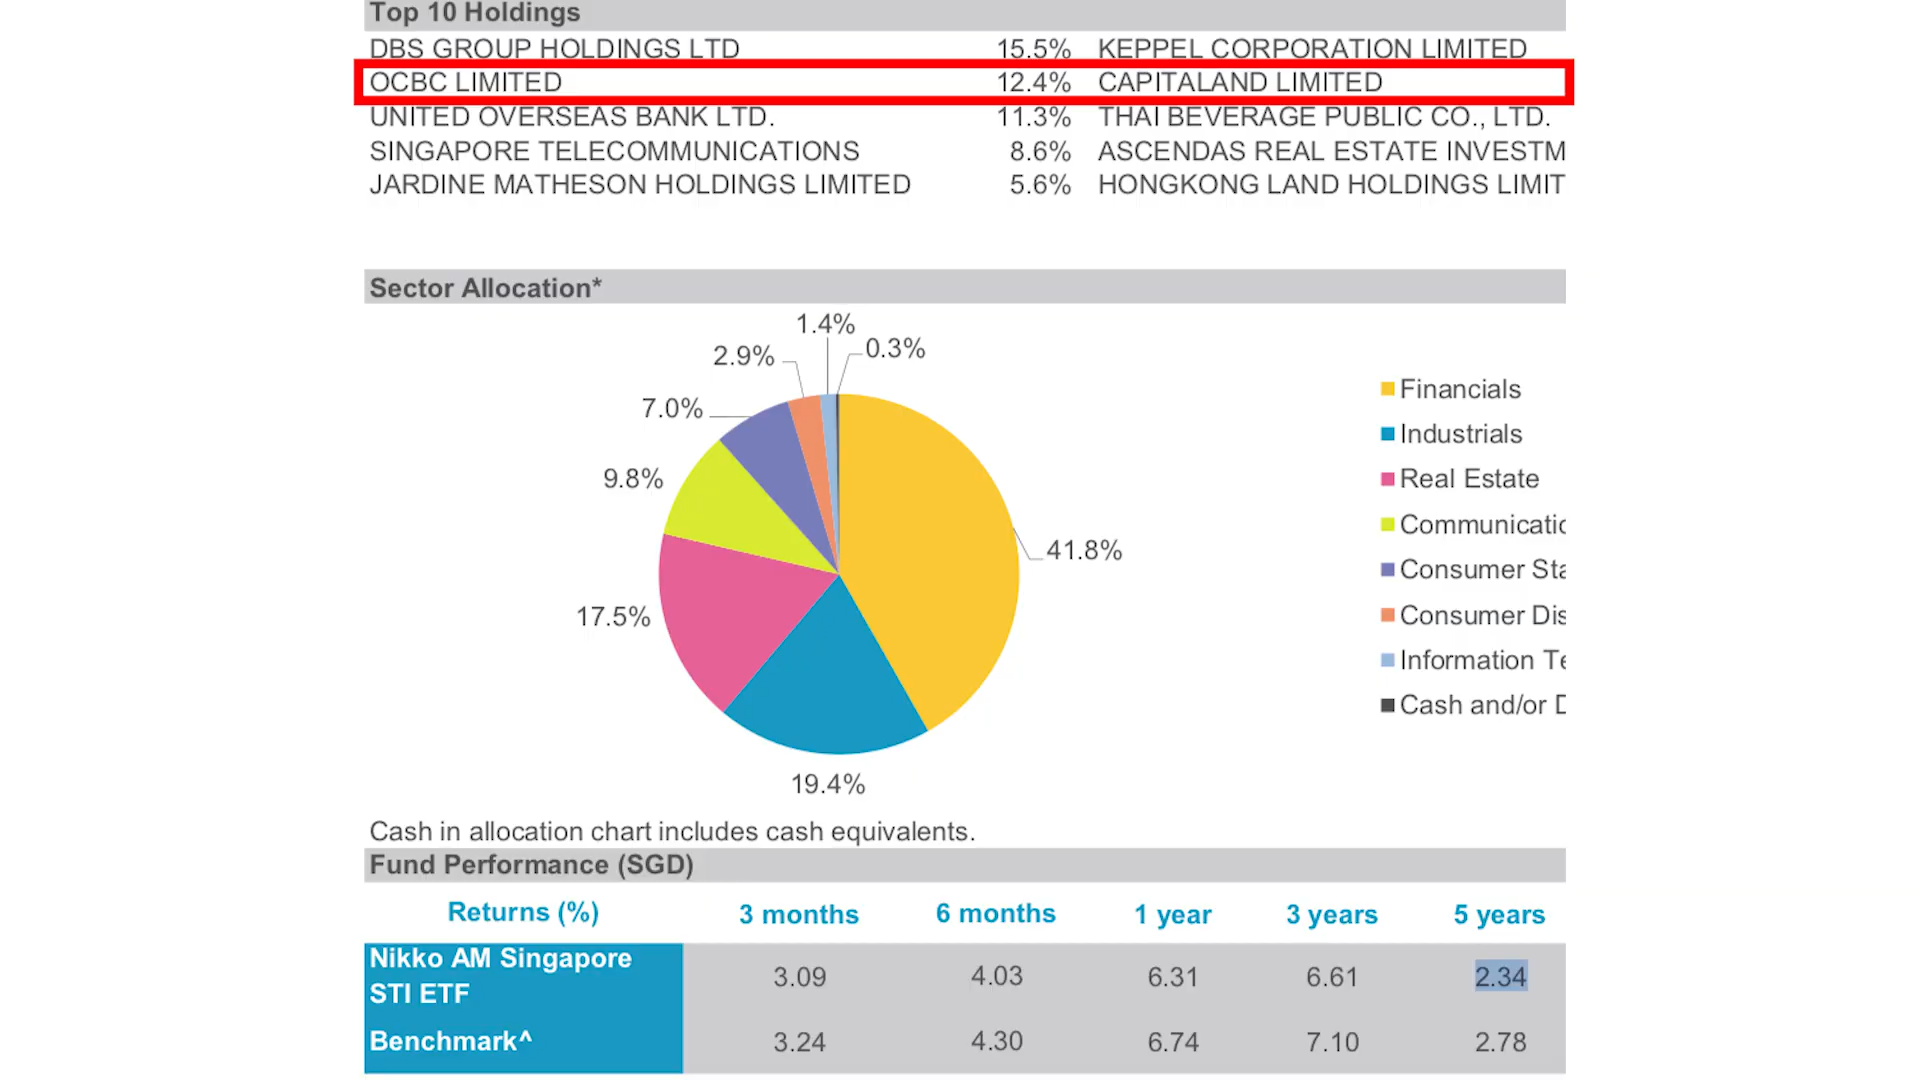 Top 10 Holdings
DBS GROUP HOLDINGS LTD 15.5% KEPPEL CORPORATION LIMITED
OCBC LIMITED 12.4% CAPITALAND LIMITED
UNITED OVERSEAS BANK LTD. 11.3% THAI BEVERAGE PUBLIC CO., LTD.
SINGAPORE TELECOMMUNICATIONS 8.6% ASCENDAS REAL ESTATE INVESTM
JARDINE MATHESON HOLDINGS LIMITED 5.6% HONGKONG LAND HOLDINGS LIMIT
Sector Allocation*
1.4%
0.3%
2.9%
7.0%
9.8%
41.8%
17.5%
19.4%
Financials
Industrials
Real Estate
Communicatic
Consumer Sta
Consumer Dis
Information Te
Cash and/or D
Cash in allocation chart includes cash equivalents.
Fund Performance (SGD)
Returns (%) 3 months 6 months 1 year 3 years 5 years
Nikko AM Singapore
STI ETF 3.09 4.03 6.31 6.61 2.34
Benchmark^ 3.24 4.30 6.74 7.10 2.78